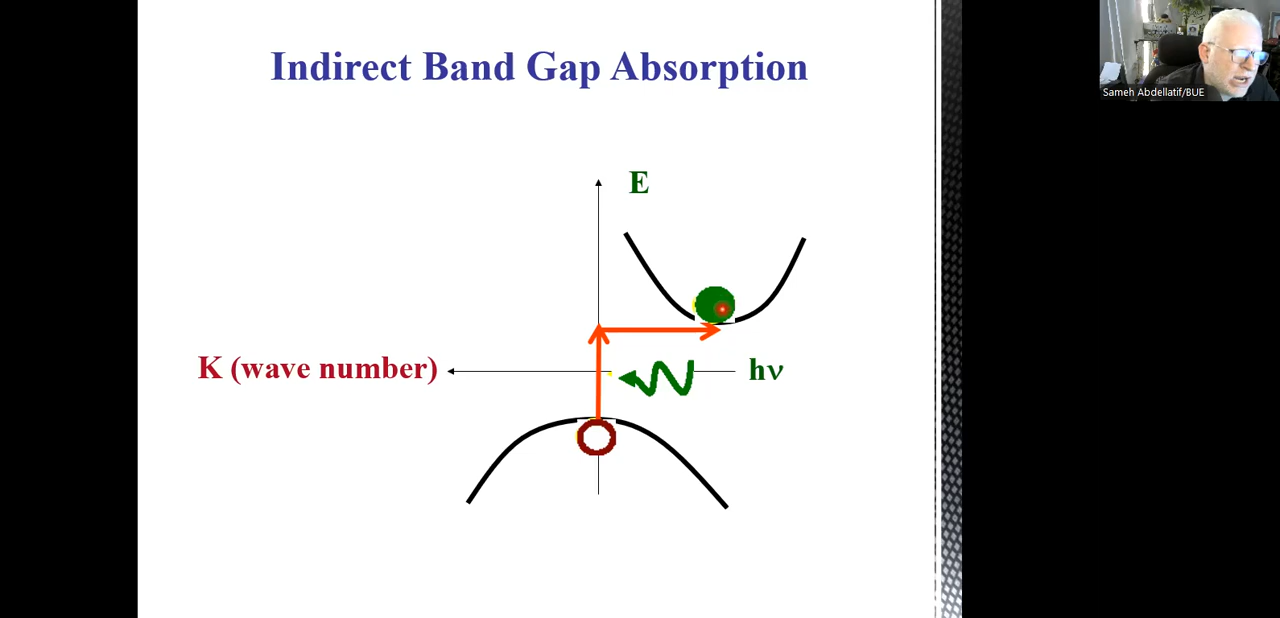 Indirect Band Gap Absorption
Sameh Abdellatif/BUE
E
K (wave number)
hν